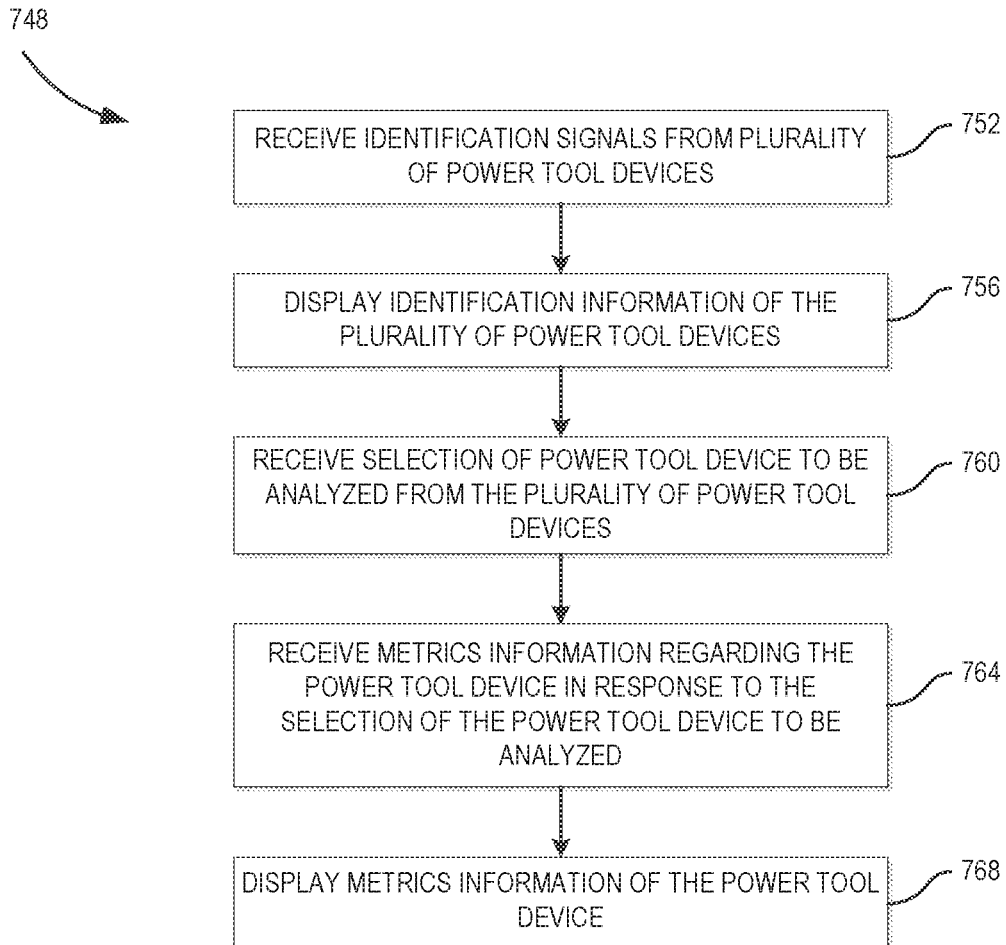 748
RECEIVE IDENTIFICATION SIGNALS FROM PLURALITY
OF POWER TOOL DEVICES
752
DISPLAY IDENTIFICATION INFORMATION OF THE
PLURALITY OF POWER TOOL DEVICES
756
RECEIVE SELECTION OF POWER TOOL DEVICE TO BE
ANALYZED FROM THE PLURALITY OF POWER TOOL
DEVICES
760
RECEIVE METRICS INFORMATION REGARDING THE
POWER TOOL DEVICE IN RESPONSE TO THE
SELECTION OF THE POWER TOOL DEVICE TO BE
ANALYZED
764
DISPLAY METRICS INFORMATION OF THE POWER TOOL
DEVICE
768